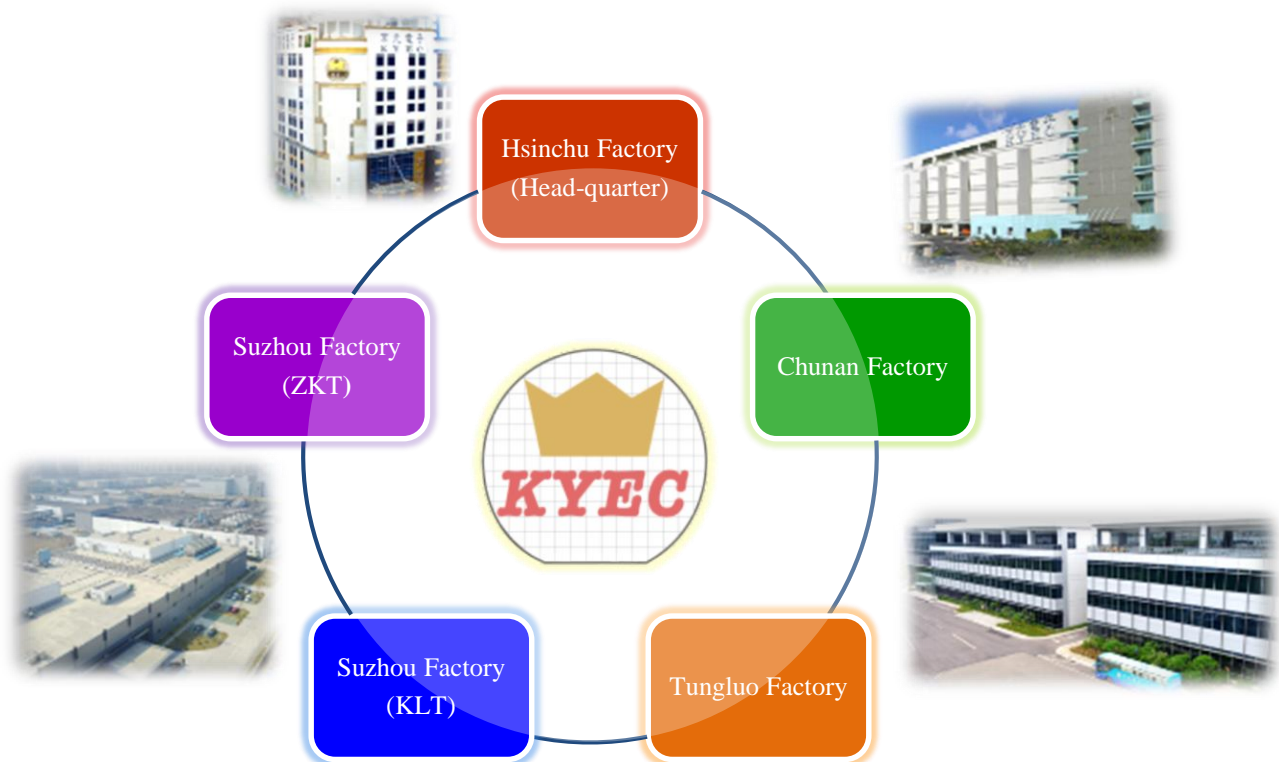 Hsinchu Factory
(Head-quarter)
Chunan Factory
Suzhou Factory
(ZKT)
KYEC
Suzhou Factory
(KLT)
Tungluo Factory